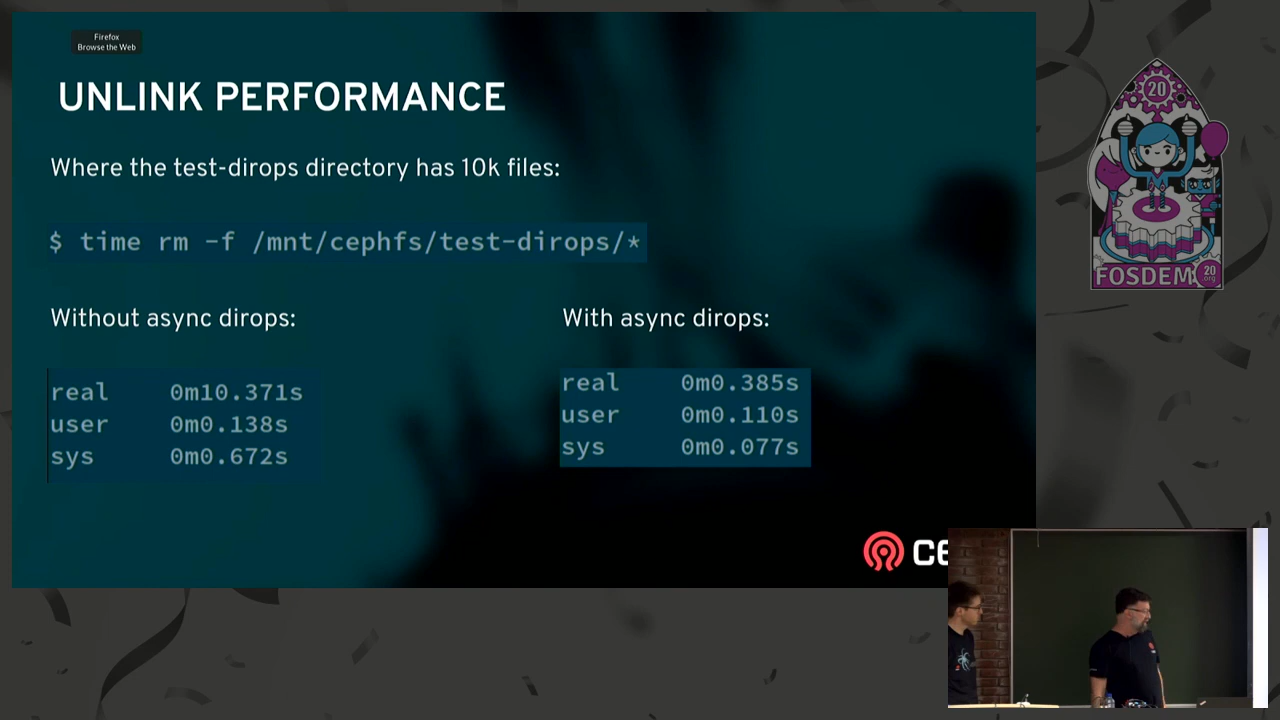 Firefox
Browse the Web
UNLINK PERFORMANCE
Where the test-dirops directory has 10k files:
$ time rm -f /mnt/cephfs/test-dirops/*
Without async dirops:
With async dirops:
real 0m10.371s
user 0m0.138s
sys 0m0.672s
real 0m0.385s
user 0m0.110s
sys 0m0.077s
20
FOSDEM
20
.org